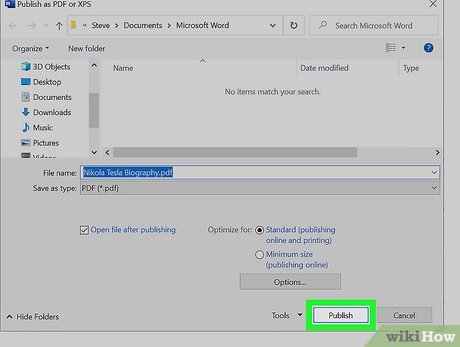 Publish as PDF or XPS
Steve > Documents > Microsoft Word
Search Microsoft Word
Organize
New folder
3D Objects
Desktop
Documents
Downloads
Music
Pictures
Videos
Name
Date modified
Type
No items match your search.
File name: Nikola Tesla Biography.pdf
Save as type: PDF (*.pdf)
Open file after publishing
Optimize for: Standard (publishing
online and printing)
Minimum size
(publishing online)
Options...
Hide Folders
Tools
Publish
Cancel
wikiHow